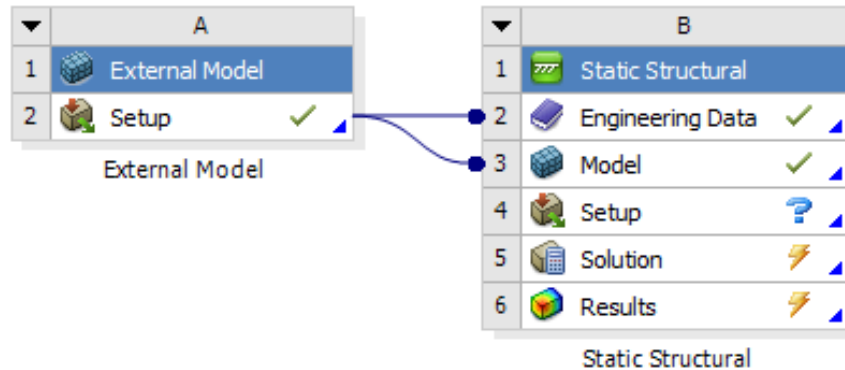 A
1 External Model
2 Setup
External Model
B
1 Static Structural
2 Engineering Data
3 Model
4 Setup ?
5 Solution
6 Results
Static Structural